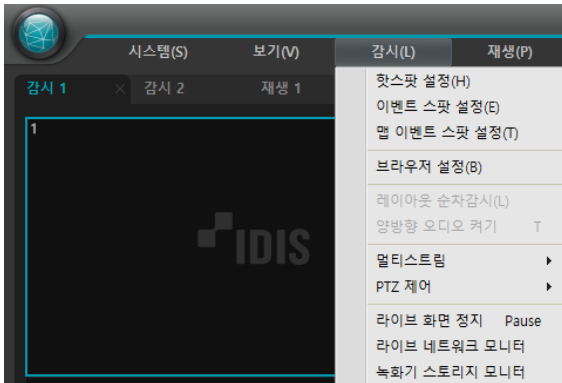 시스템(S) 보기(V) 감시(L) 재생(P)
감시 1 × 감시 2 재생 1
1
IDIS
핫스팟 설정(H)
이벤트 스팟 설정(E)
맵 이벤트 스팟 설정(T)
브라우저 설정(B)
레이아웃 순차감시(L)
양방향 오디오 켜기 T
멀티스트림
PTZ 제어
라이브 화면 정지 Pause
라이브 네트워크 모니터
녹화기 스토리지 모니터